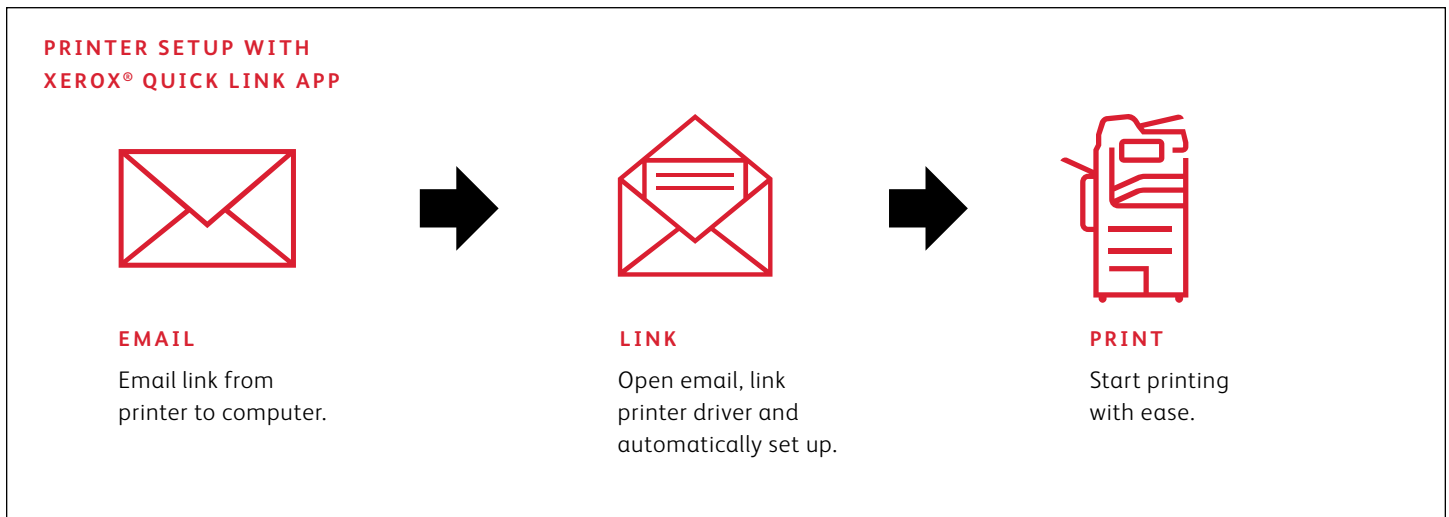 PRINTER SETUP WITH
XEROX® QUICK LINK APP
EMAIL
Email link from
printer to computer.
LINK
Open email, link
printer driver and
automatically set up.
PRINT
Start printing
with ease.